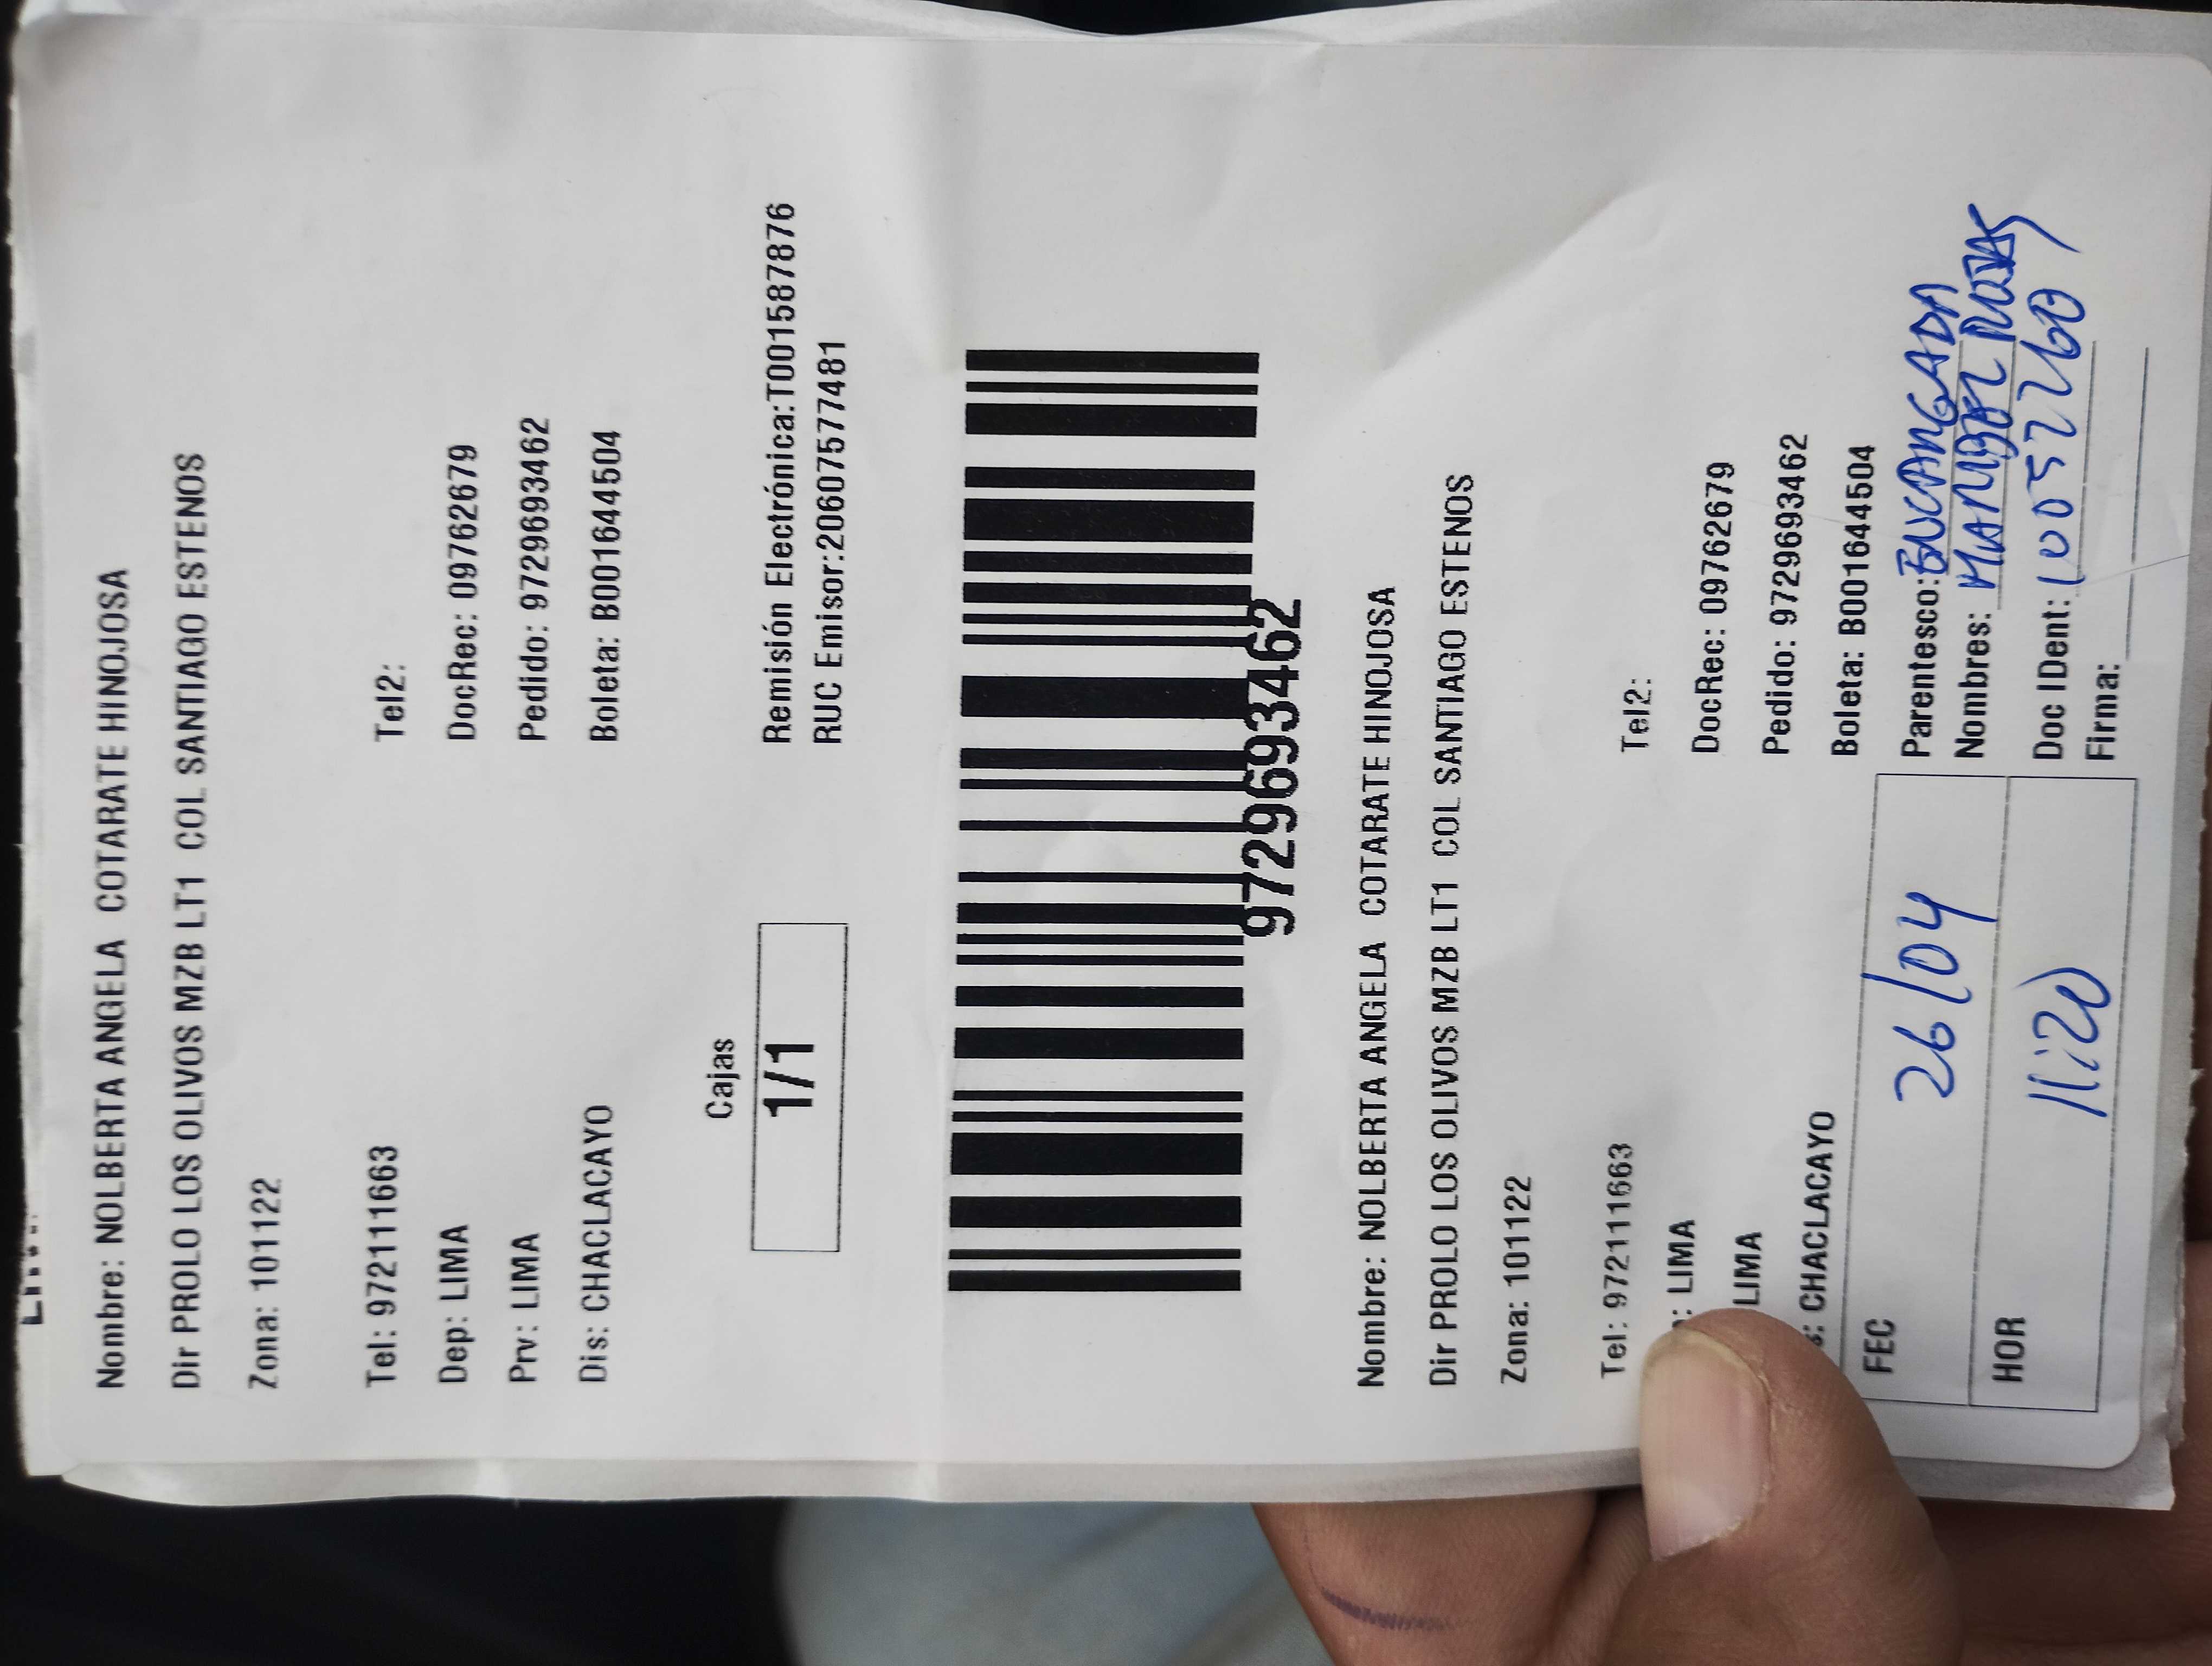 Nombre: NOLBERTA ANGELA COTARATE HINOJOSA
Dir PROLO LOS OLIVOS MZB LT1 COL SANTIAGO ESTENOS
Zona: 101122
Tel: 972111663 Tel2:
Dep: LIMA DocRec: 09762679
Prv: LIMA Pedido: 9729693462
Dis: CHACLACAYO Boleta: B001644504
Cajas
1/1
Remisión Electrónica:T001587876
RUC Emisor:20607577481
9729693462
Nombre: NOLBERTA ANGELA COTARATE HINOJOSA
Dir PROLO LOS OLIVOS MZB LT1 COL SANTIAGO ESTENOS
Zona: 101122
Tel: 972111663 Tel2:
: LIMA DocRec: 09762679
LIMA Pedido: 9729693462
: CHACLACAYO Boleta: B001644504
FEC 26/04
HOR 11:20
Parentesco: ENCARGADA
Nombres:
Doc IDent:
Firma: